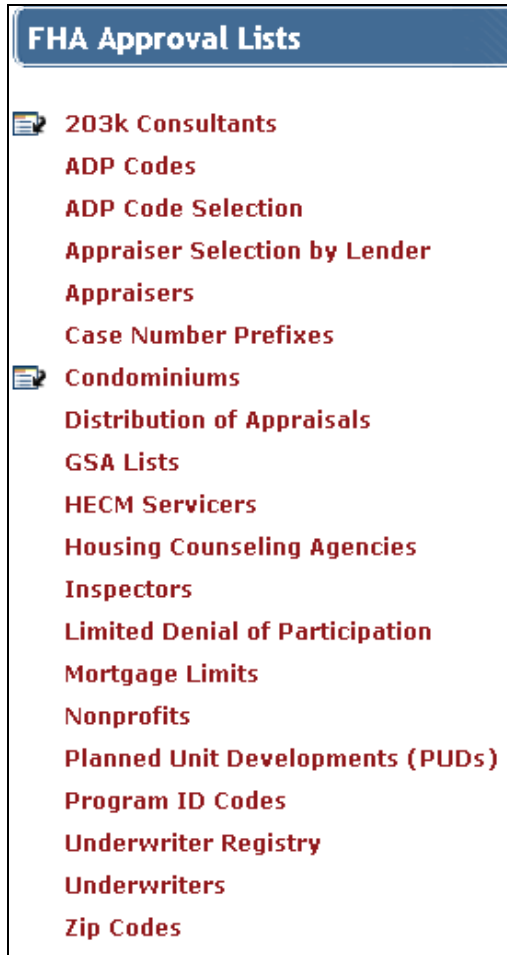 FHA Approval Lists
203k Consultants
ADP Codes
ADP Code Selection
Appraiser Selection by Lender
Appraisers
Case Number Prefixes
Condominiums
Distribution of Appraisals
GSA Lists
HECM Servicers
Housing Counseling Agencies
Inspectors
Limited Denial of Participation
Mortgage Limits
Nonprofits
Planned Unit Developments (PUDs)
Program ID Codes
Underwriter Registry
Underwriters
Zip Codes